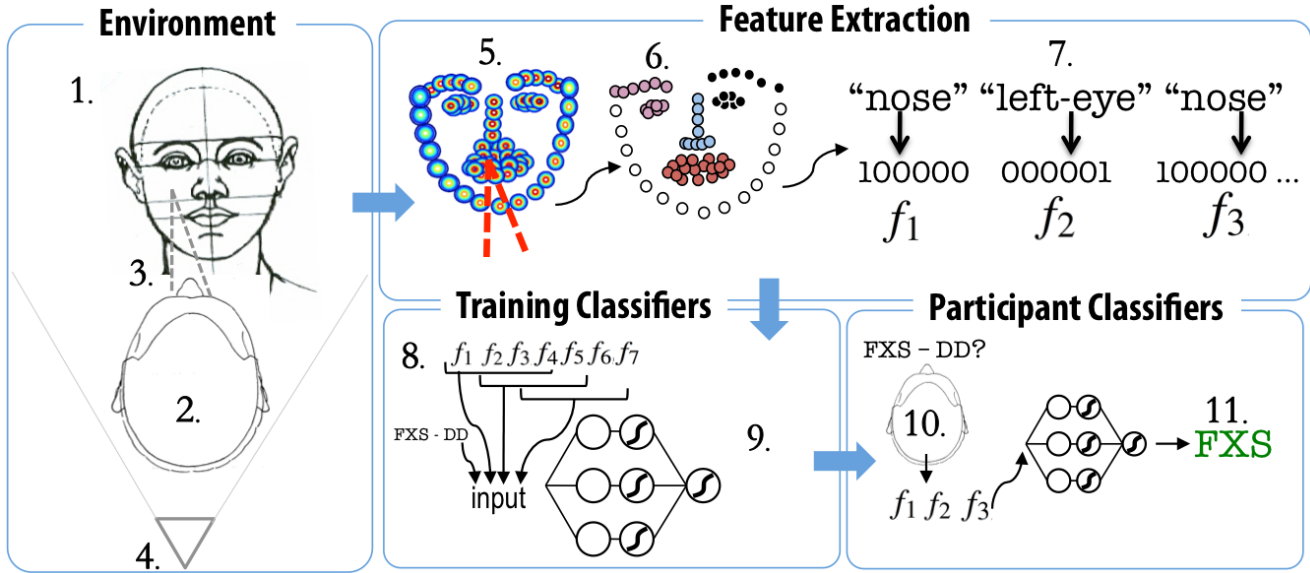 Environment
1.
3.
2.
4.
Feature Extraction
5.
6.
7.
“nose” “left-eye” “nose”
100000 000001 100000 ...
f1 f2 f3
Training Classifiers
8. f1 f2 f3 f4 f5 f6 f7
FXS - DD
9.
input
Participant Classifiers
FXS – DD?
10.
11.
FXS
f1 f2 f3